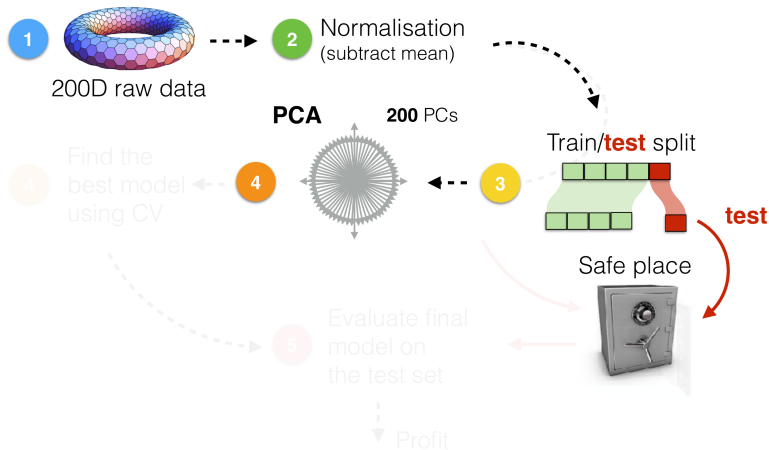 1
2
Normalisation
(subtract mean)
200D raw data
PCA
200 PCs
Train/test split
Find the
best model
using CV
4
4
3
test
Safe place
5
Evaluate final
model on
the test set
Profit